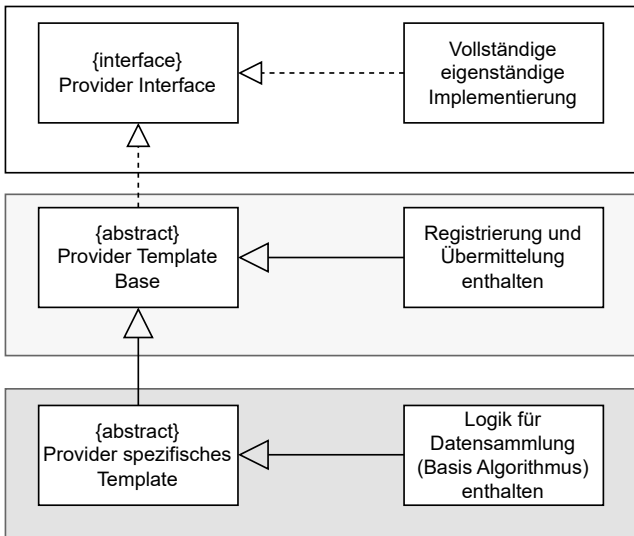 {interface}
Provider Interface
Vollständige
eigenständige
Implementierung
{abstract}
Provider Template
Base
Registrierung und
Übermittelung
enthalten
{abstract}
Provider spezifisches
Template
Logik für
Datensammlung
(Basis Algorithmus)
enthalten